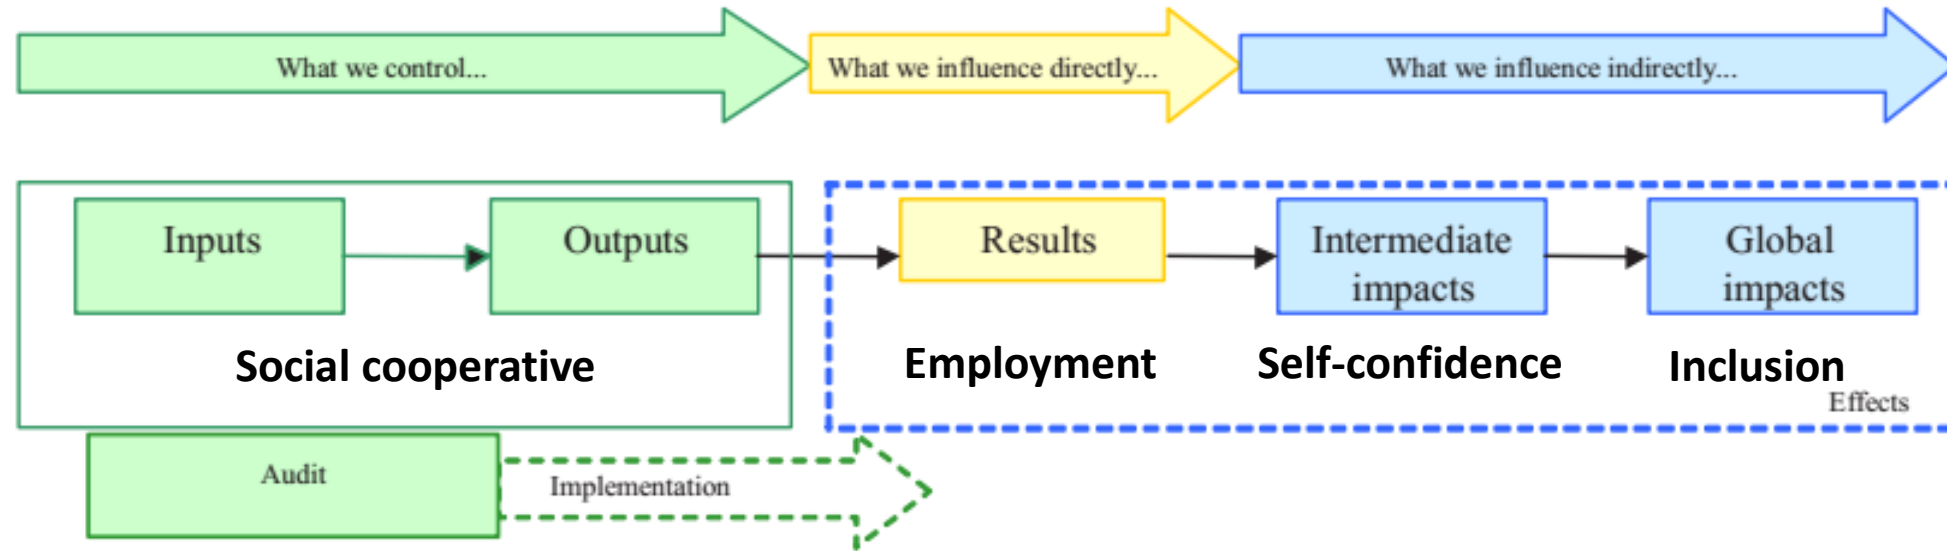 What we control...
What we influence directly...
What we influence indirectly...
Inputs
Outputs
Results
Intermediate
impacts
Global
impacts
Social cooperative
Employment
Self-confidence
Inclusion
Effects
Audit
Implementation